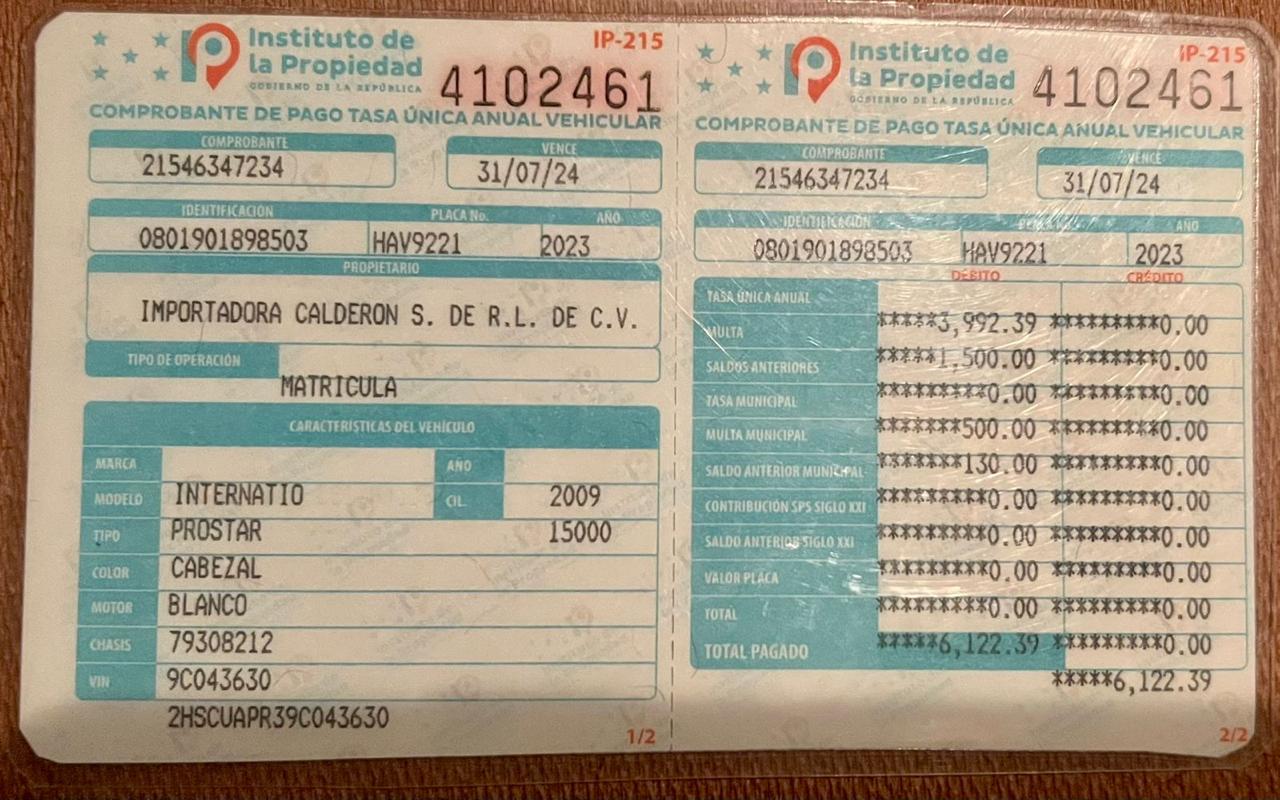 Instituto de
la Propiedad
GOBIERNO DE LA REPÚBLICA
IP-215
4102461
COMPROBANTE DE PAGO TASA ÚNICA ANUAL VEHICULAR
COMPROBANTE VENCE
21546347234 31/07/24
IDENTIFICACIÓN PLACA No. AÑO
0801901898503 HAV9221 2023
PROPIETARIO
IMPORTADORA CALDERON S. DE R.L. DE C.V.
TIPO DE OPERACIÓN
MATRICULA
CARACTERÍSTICAS DEL VEHÍCULO
MARCA AÑO
MODELO INTERNATIO CIL. 2009
TIPO PROSTAR 15000
COLOR CABEZAL
MOTOR BLANCO
CHASIS 79308212
VIN 9C043630
2HSCUAPR39C043630
1/2
Instituto de
la Propiedad
GOBIERNO DE LA REPÚBLICA
IP-215
4102461
COMPROBANTE DE PAGO TASA ÚNICA ANUAL VEHICULAR
COMPROBANTE VENCE
21546347234 31/07/24
IDENTIFICACIÓN AÑO
0801901898503 HAV9221 2023
DÉBITO CRÉDITO
TASA ÚNICA ANUAL
MULTA *****3,992.39 *********0.00
SALDOS ANTERIORES *****1,500.00 *********0.00
TASA MUNICIPAL *********0.00 *********0.00
MULTA MUNICIPAL *******500.00 *********0.00
SALDO ANTERIOR MUNICIPAL *******130.00 *********0.00
CONTRIBUCIÓN SPS SIGLO XXI *********0.00 *********0.00
SALDO ANTERIOR SIGLO XXI *********0.00 *********0.00
VALOR PLACA *********0.00 *********0.00
TOTAL *********0.00 *********0.00
TOTAL PAGADO *****6,122.39 *********0.00
*****6,122.39
2/2